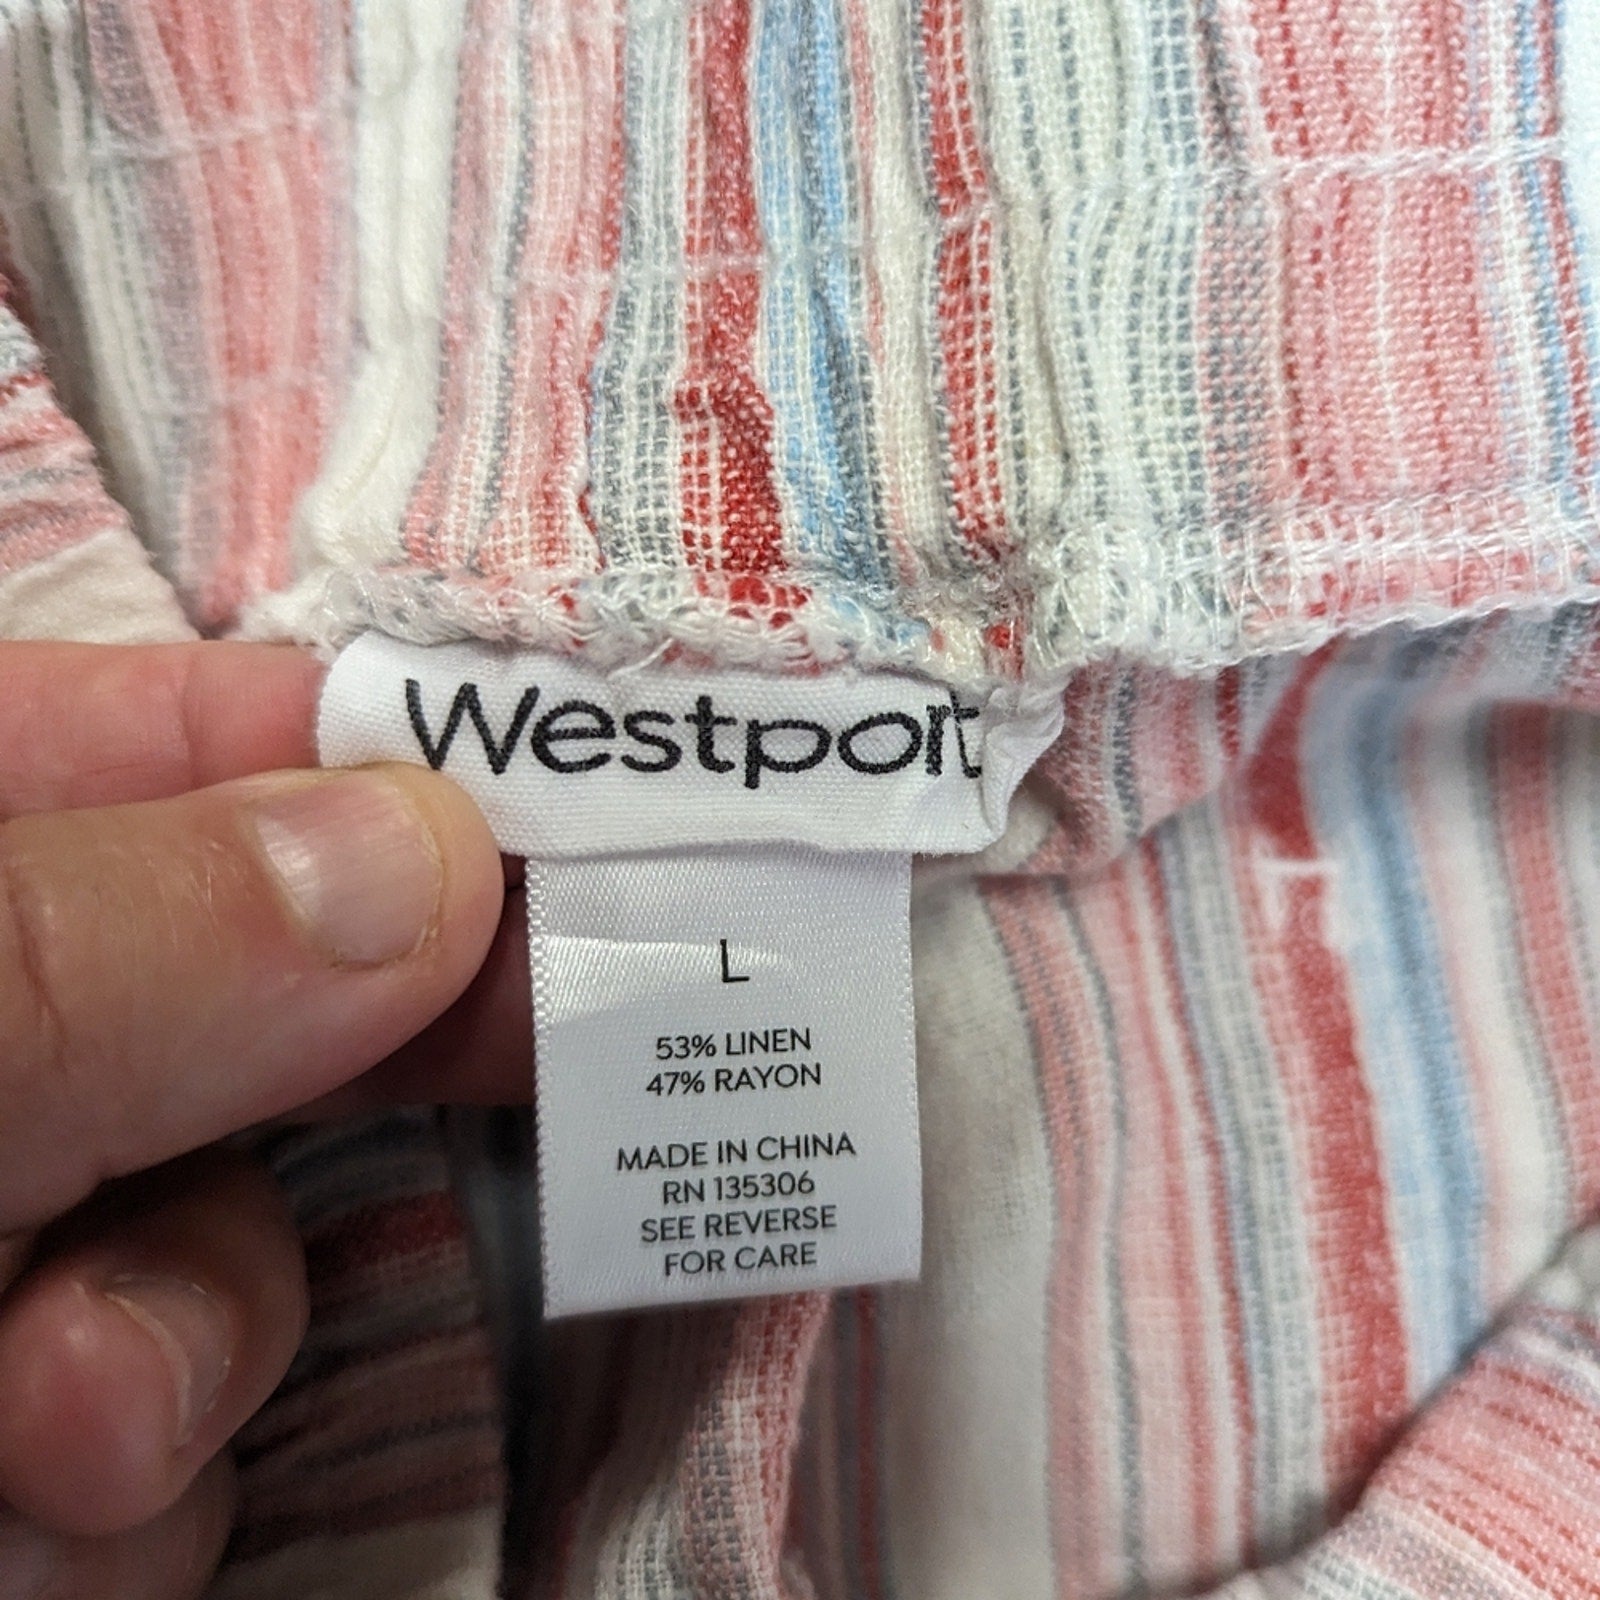 Westport
L
53% LINEN
47% RAYON
MADE IN CHINA
RN 135306
SEE REVERSE
FOR CARE